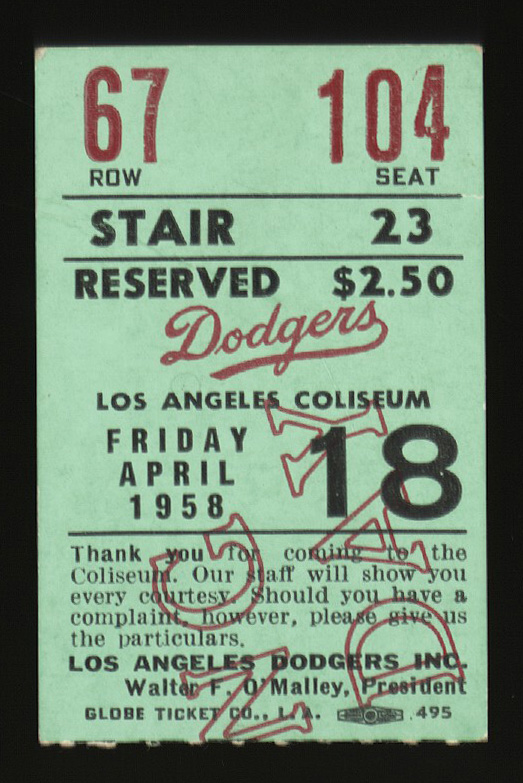 67 104
ROW SEAT
STAIR 23
RESERVED $2.50
Dodgers
LOS ANGELES COLISEUM
FRIDAY
APRIL 18
1958
Thank you for coming to the
Coliseum. Our staff will show you
every courtesy. Should you have a
complaint, however, please give us
the particulars.
LOS ANGELES DODGERS INC.
Walter F. O'Malley, President
GLOBE TICKET CO., L.A. .495